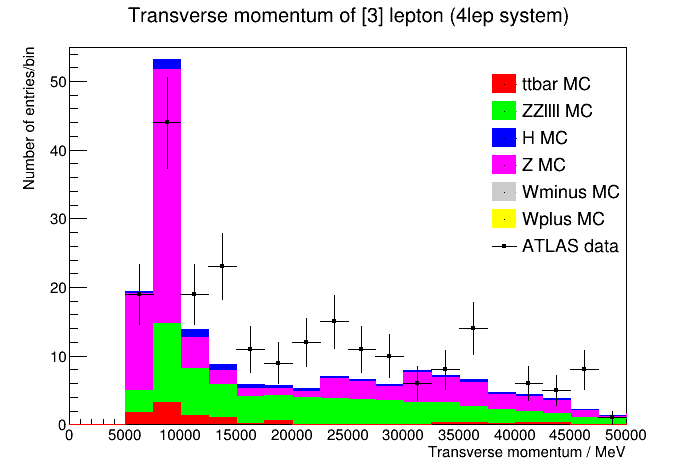 Transverse momentum of [3] lepton (4lep system)
Number of entries/bin
50
40
30
20
10
0
ttbar MC
ZZllll MC
H MC
Z MC
Wminus MC
Wplus MC
ATLAS data
0 5000 10000 15000 20000 25000 30000 35000 40000 45000 50000
Transverse momentum / MeV